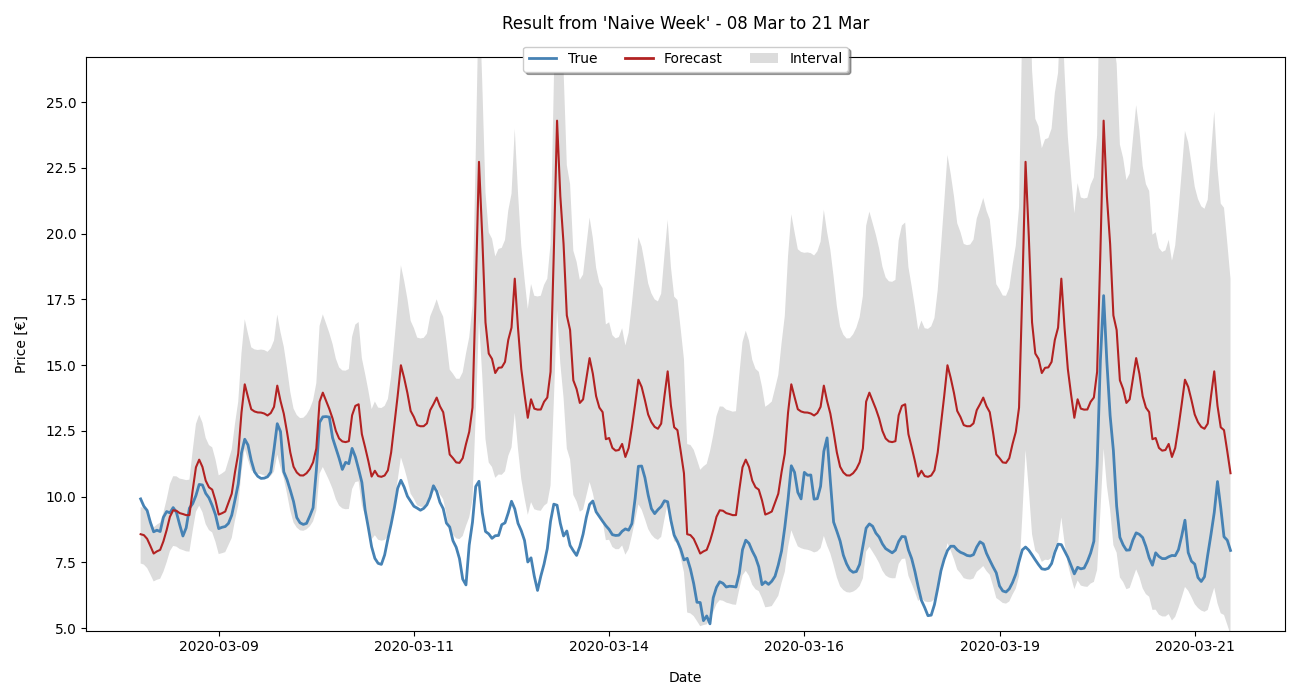 Result from 'Naive Week' - 08 Mar to 21 Mar
True Forecast Interval
25.0
22.5
20.0
17.5
15.0
12.5
10.0
7.5
5.0
Price [€]
2020-03-09 2020-03-11 2020-03-14 2020-03-16 2020-03-19 2020-03-21
Date